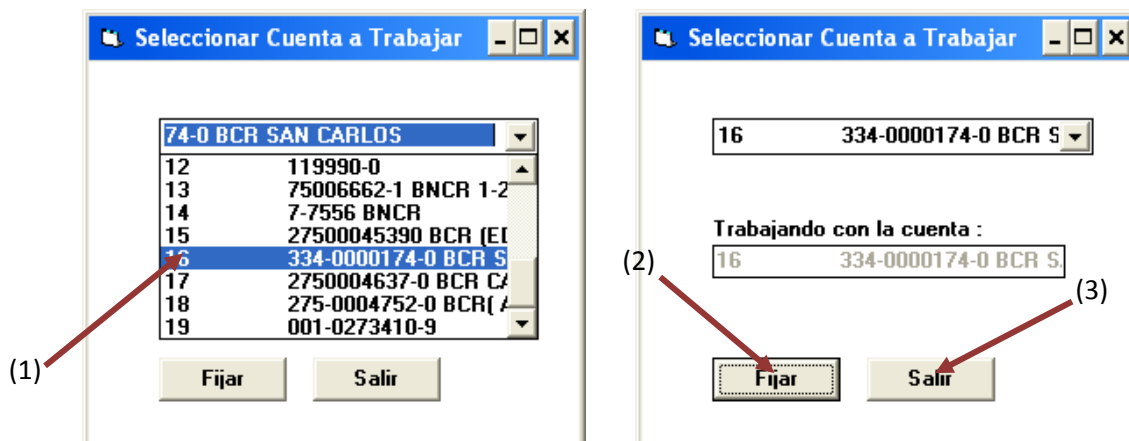 Seleccionar Cuenta a Trabajar
74-0 BCR SAN CARLOS
12 119990-0
13 75006662-1 BNCR 1-2
14 7-7556 BNCR
15 27500045390 BCR (E
16 334-0000174-0 BCR S
17 2750004637-0 BCR CA
18 275-0004752-0 BCR( A
19 001-0273410-9
(1)
Fijar Salir
Seleccionar Cuenta a Trabajar
16 334-0000174-0 BCR S
Trabajando con la cuenta :
16 334-0000174-0 BCR S.
(2)
(3)
Fijar Salir